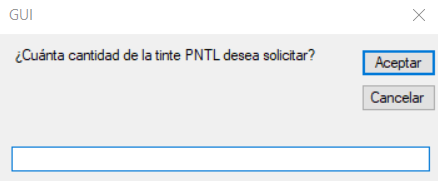 GUI
¿Cuánta cantidad de la tinte PNTL desea solicitar?
Aceptar
Cancelar